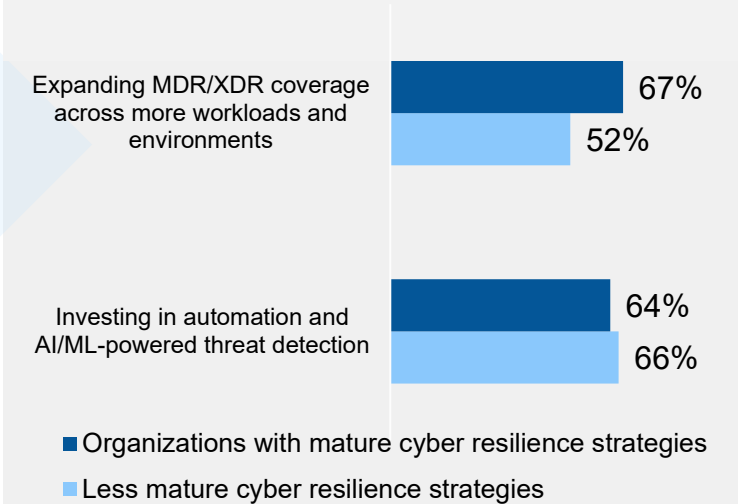 Expanding MDR/XDR coverage
across more workloads and
environments
67%
52%
Investing in automation and
AI/ML-powered threat detection
64%
66%
Organizations with mature cyber resilience strategies
Less mature cyber resilience strategies